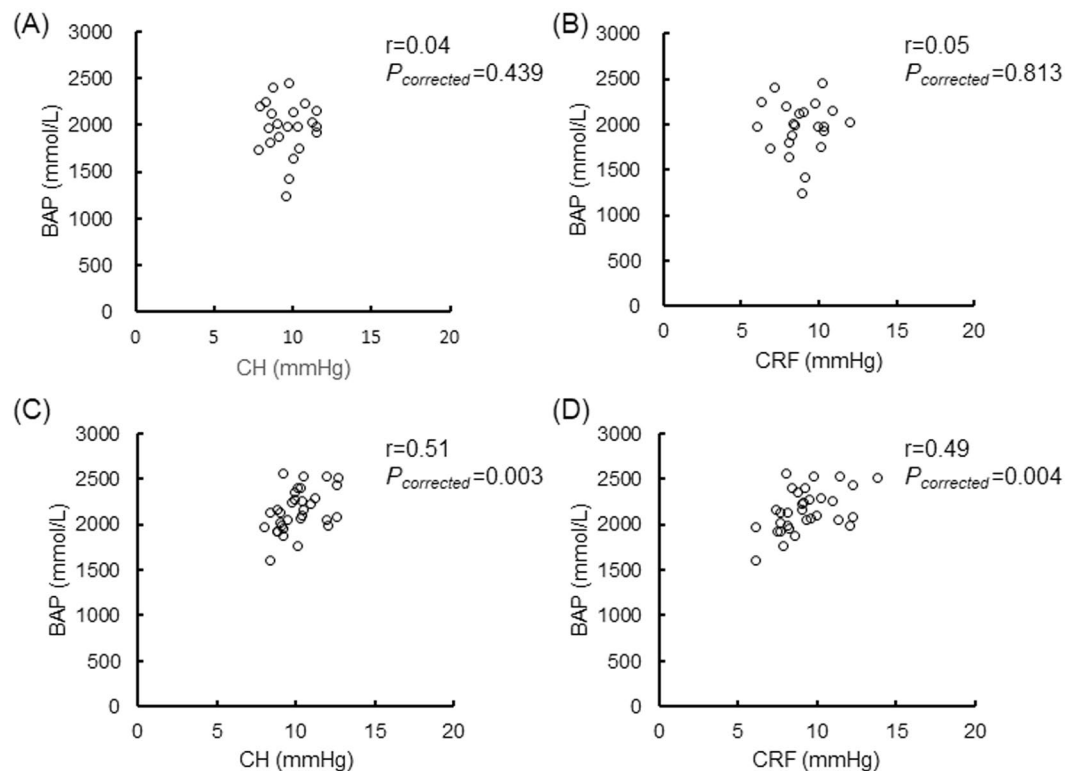 (A)
r=0.04
P_corrected=0.439
3000
2500
2000
1500
1000
500
0
BAP (mmol/L)
0 5 10 15 20
CH (mmHg)
(B)
r=0.05
P_corrected=0.813
3000
2500
2000
1500
1000
500
0
BAP (mmol/L)
0 5 10 15 20
CRF (mmHg)
(C)
r=0.51
P_corrected=0.003
3000
2500
2000
1500
1000
500
0
BAP (mmol/L)
0 5 10 15 20
CH (mmHg)
(D)
r=0.49
P_corrected=0.004
3000
2500
2000
1500
1000
500
0
BAP (mmol/L)
0 5 10 15 20
CRF (mmHg)